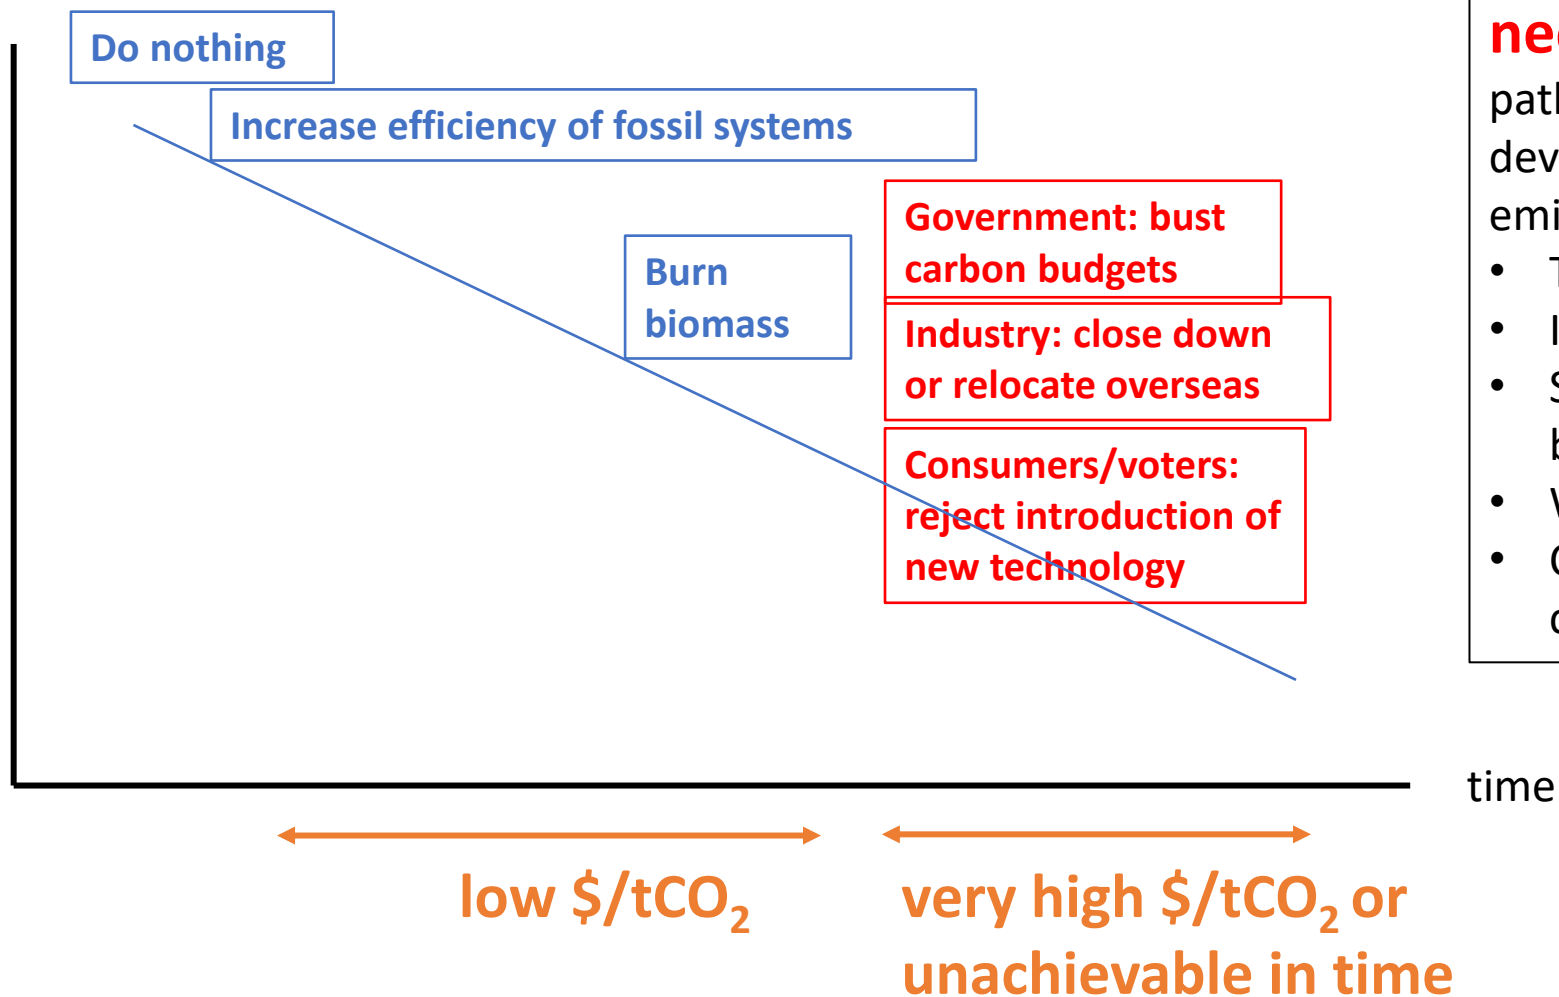 Do nothing
Increase efficiency of fossil systems
Burn
biomass
Government: bust
carbon budgets
Industry: close down
or relocate overseas
Consumers/voters:
reject introduction of
new technology
time
low $/tCO₂
very high $/tCO₂ or
unachievable in time